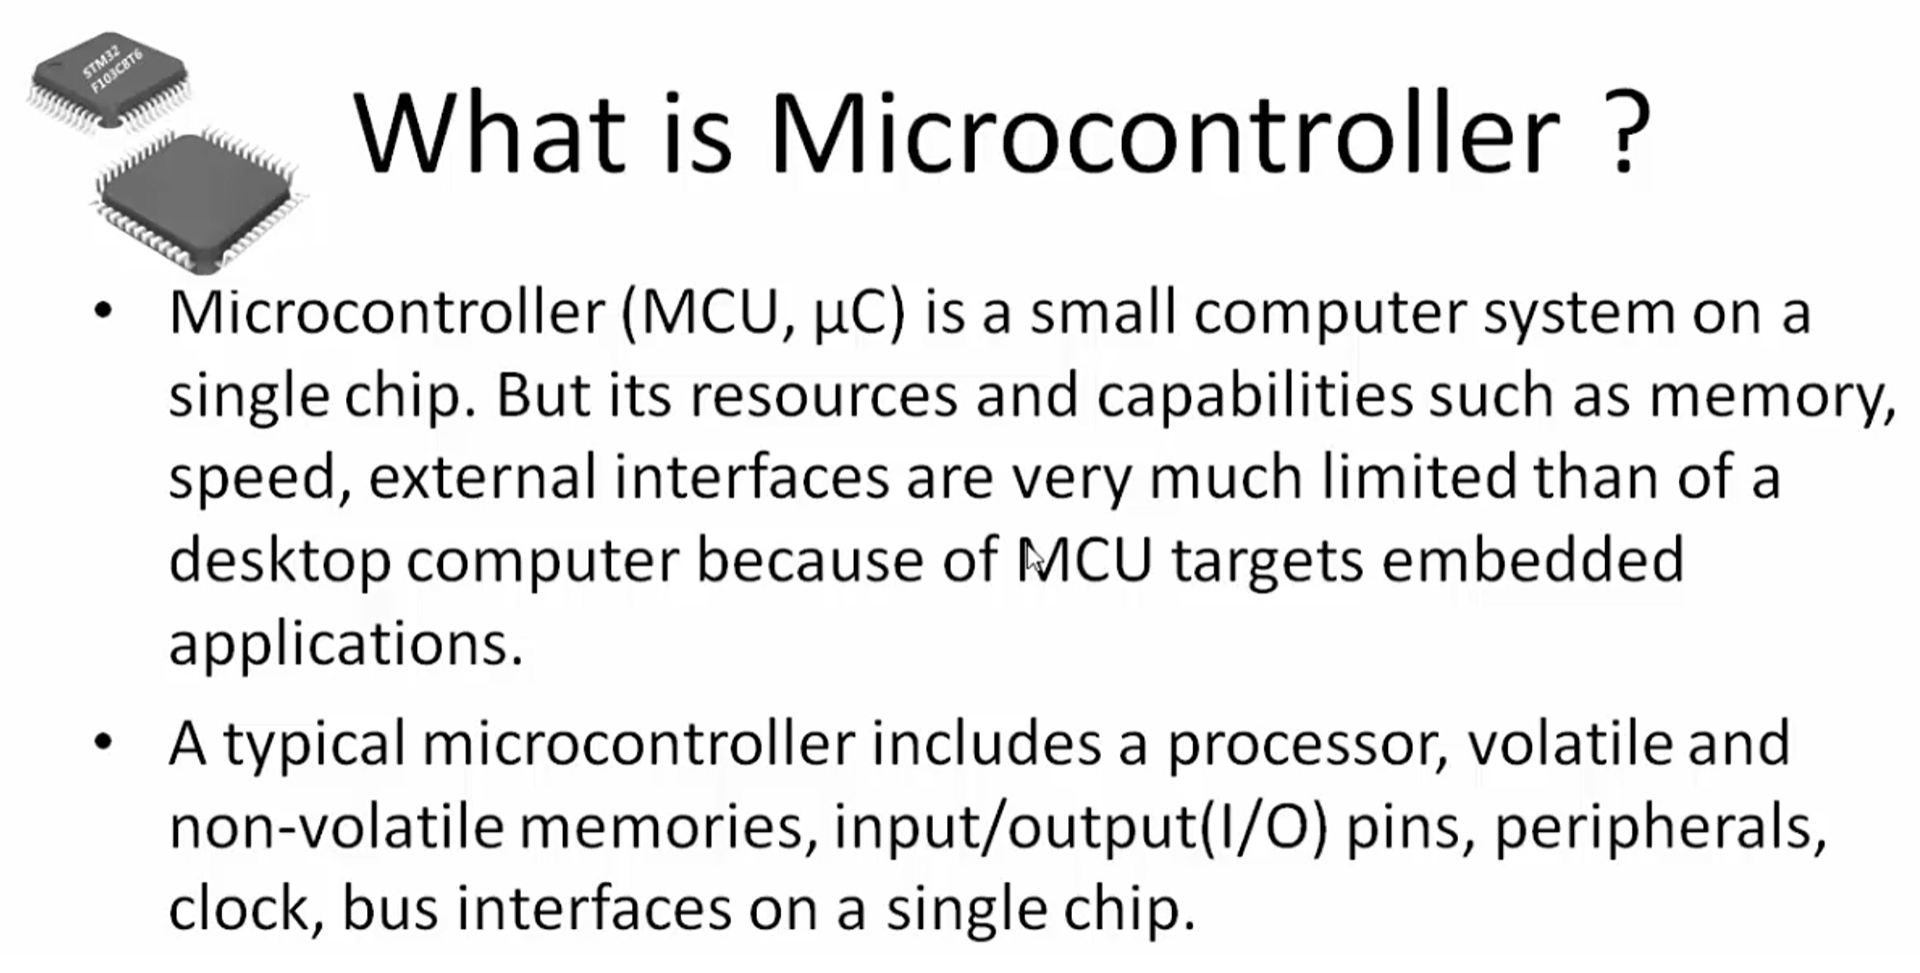 STM32
F103C8T6
What is Microcontroller ?
• Microcontroller (MCU, µC) is a small computer system on a
single chip. But its resources and capabilities such as memory,
speed, external interfaces are very much limited than of a
desktop computer because of MCU targets embedded
applications.
• A typical microcontroller includes a processor, volatile and
non-volatile memories, input/output(I/O) pins, peripherals,
clock, bus interfaces on a single chip.